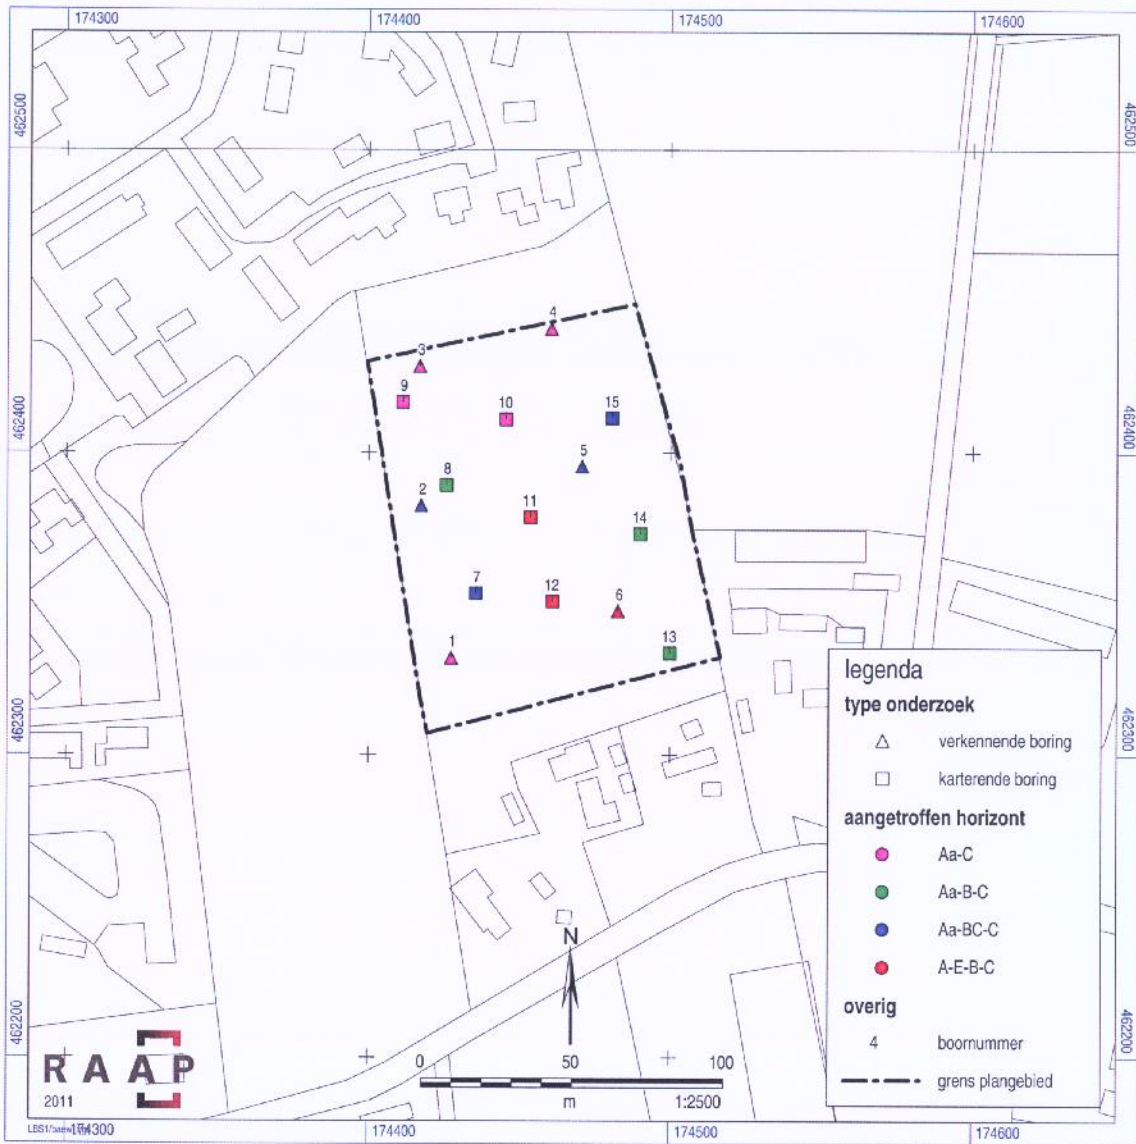 174300 174400 174500 174600
462500 462500
4
3
9
10 15
462400 462400
5
8
2
11
14
7
12
6
1
13
legenda
type onderzoek
verkennende boring
karterende boring
462300 462300
aangetroffen horizont
Aa-C
Aa-B-C
Aa-BC-C
A-E-B-C
N
overig
4 boornummer
grens plangebied
462200 462200
RAAP
2011
0 50 100
m 1:2500
174300 174400 174500 174600